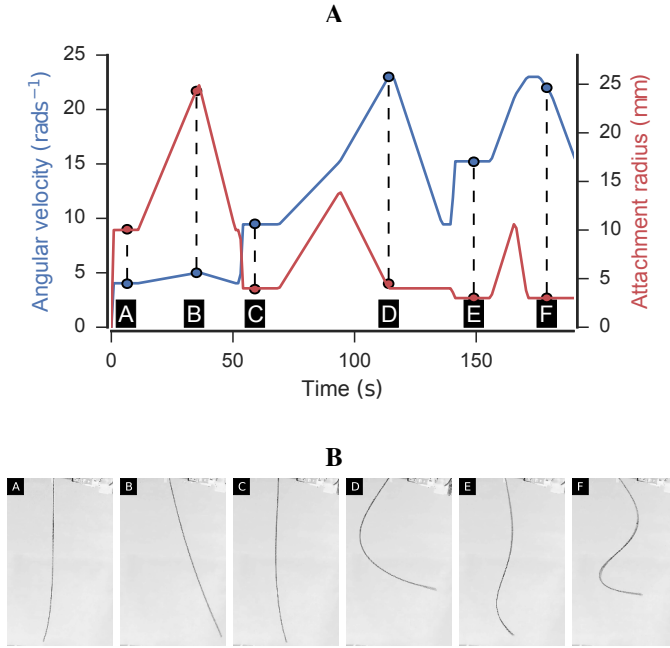 A
25
20
15
10
5
0
Angular velocity (rads⁻¹)
25
20
15
10
5
0
Attachment radius (mm)
A B C D E F
0 50 100 150
Time (s)
B
A B C D E F